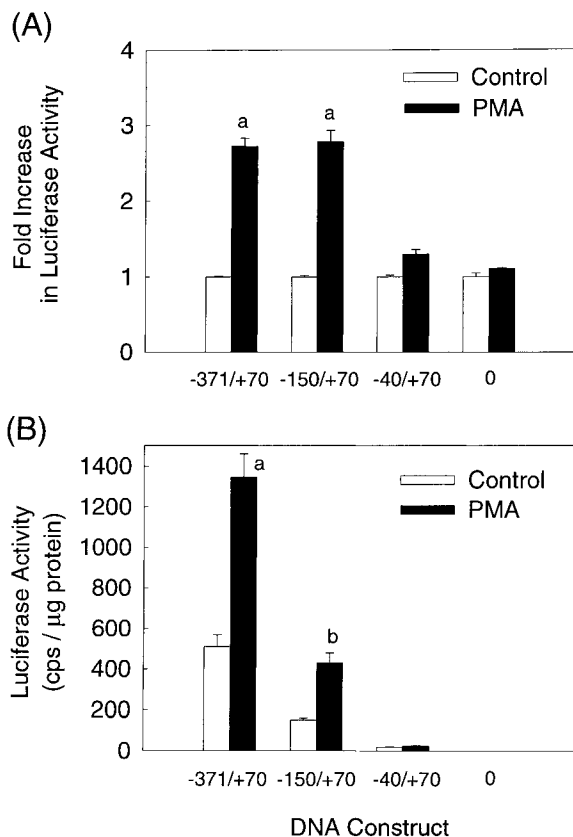 (A)
Fold Increase
in Luciferase Activity
4
3
2
1
0
Control
PMA
a
a
-371/+70 -150/+70 -40/+70 0
(B)
Luciferase Activity
(cps / µg protein)
1400
1200
1000
800
600
400
200
0
Control
PMA
a
b
-371/+70 -150/+70 -40/+70 0
DNA Construct